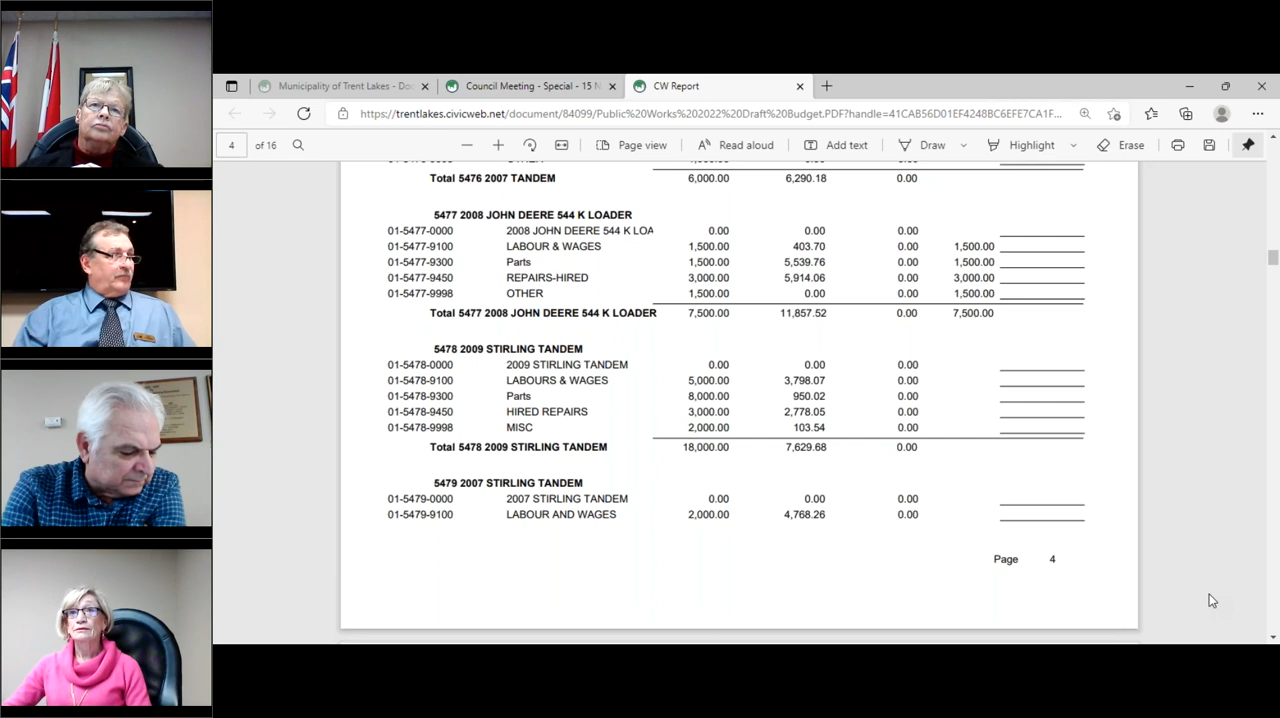 Municipality of Trent Lakes - Doc
Council Meeting - Special - 15 N
CW Report
https://trentlakes.civicweb.net/document/84099/Public%20Works%202022%20Draft%20Budget.PDF?handle=41CAB56D01EF4248BC6EFE7CA1F...
4 of 16 Page view Read aloud Add text Draw Highlight Erase
Total 5476 2007 TANDEM 6,000.00 6,290.18 0.00
5477 2008 JOHN DEERE 544 K LOADER
01-5477-0000 2008 JOHN DEERE 544 K LOA 0.00 0.00 0.00
01-5477-9100 LABOUR & WAGES 1,500.00 403.70 0.00 1,500.00
01-5477-9300 Parts 1,500.00 5,539.76 0.00 1,500.00
01-5477-9450 REPAIRS-HIRED 3,000.00 5,914.06 0.00 3,000.00
01-5477-9998 OTHER 1,500.00 0.00 0.00 1,500.00
Total 5477 2008 JOHN DEERE 544 K LOADER 7,500.00 11,857.52 0.00 7,500.00
5478 2009 STIRLING TANDEM
01-5478-0000 2009 STIRLING TANDEM 0.00 0.00 0.00
01-5478-9100 LABOURS & WAGES 5,000.00 3,798.07 0.00
01-5478-9300 Parts 8,000.00 950.02 0.00
01-5478-9450 HIRED REPAIRS 3,000.00 2,778.05 0.00
01-5478-9998 MISC 2,000.00 103.54 0.00
Total 5478 2009 STIRLING TANDEM 18,000.00 7,629.68 0.00
5479 2007 STIRLING TANDEM
01-5479-0000 2007 STIRLING TANDEM 0.00 0.00 0.00
01-5479-9100 LABOUR AND WAGES 2,000.00 4,768.26 0.00
Page 4